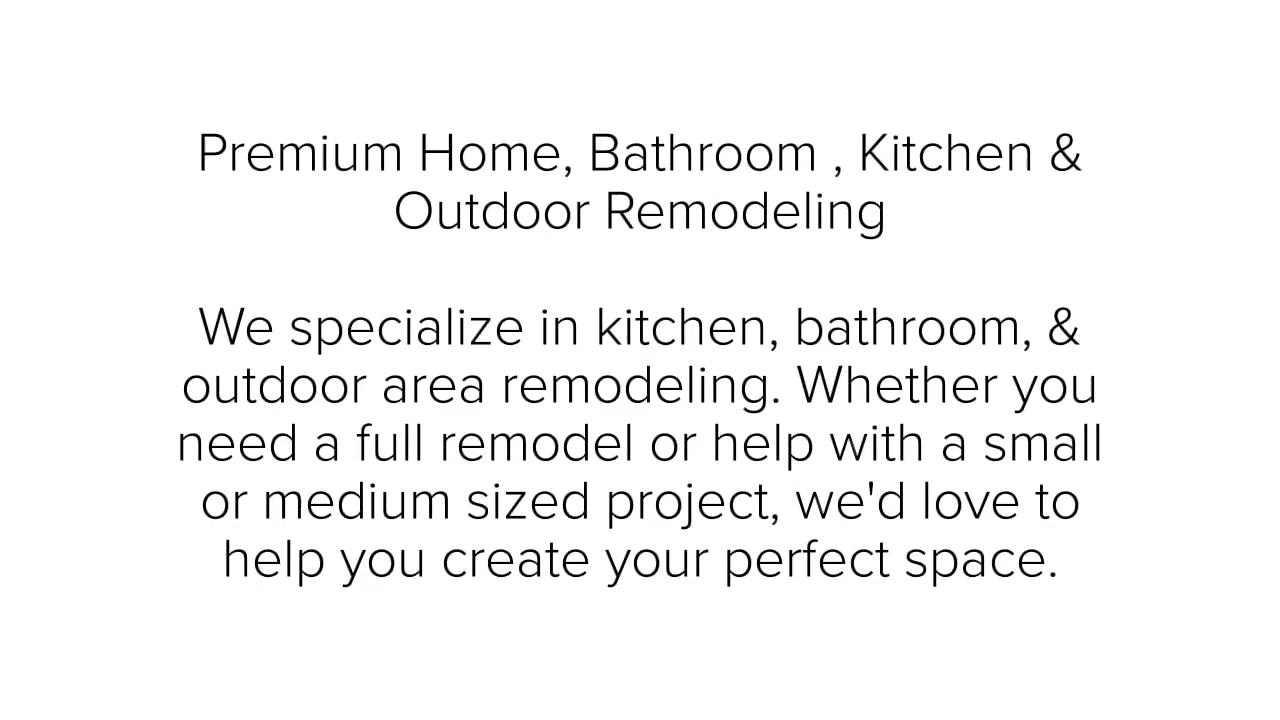 Premium Home, Bathroom , Kitchen &
Outdoor Remodeling
We specialize in kitchen, bathroom, &
outdoor area remodeling. Whether you
need a full remodel or help with a small
or medium sized project, we'd love to
help you create your perfect space.